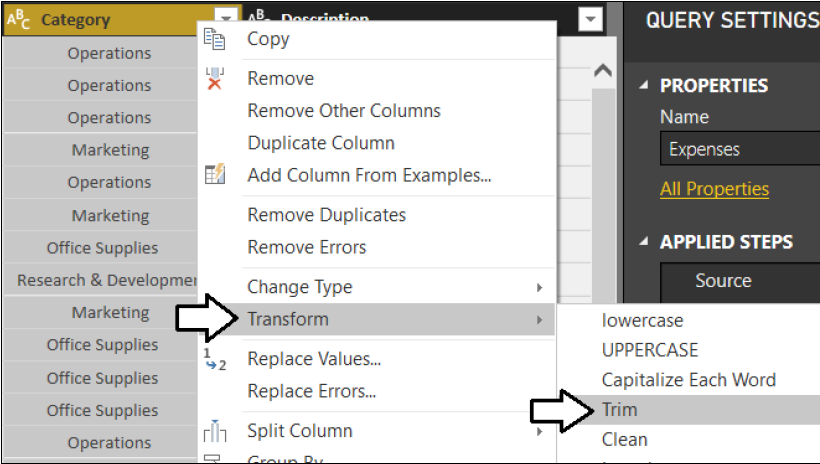 ABC Category
Description
Operations
Operations
Operations
Marketing
Operations
Marketing
Office Supplies
Research &
Marketing
Office Supplies
Office Supplies
Office Supplies
Operations
Copy
Remove
Remove Other Columns
Duplicate Column
Add Column From Examples...
Remove Duplicates
Remove Errors
Change Type
Transform
1 2
Replace Values...
Replace Errors...
Split Column
Group By
lowercase
UPPERCASE
Capitalize Each Word
Trim
Clean
QUERY SETTINGS
PROPERTIES
Name
Expenses
All Properties
APPLIED STEPS
Source